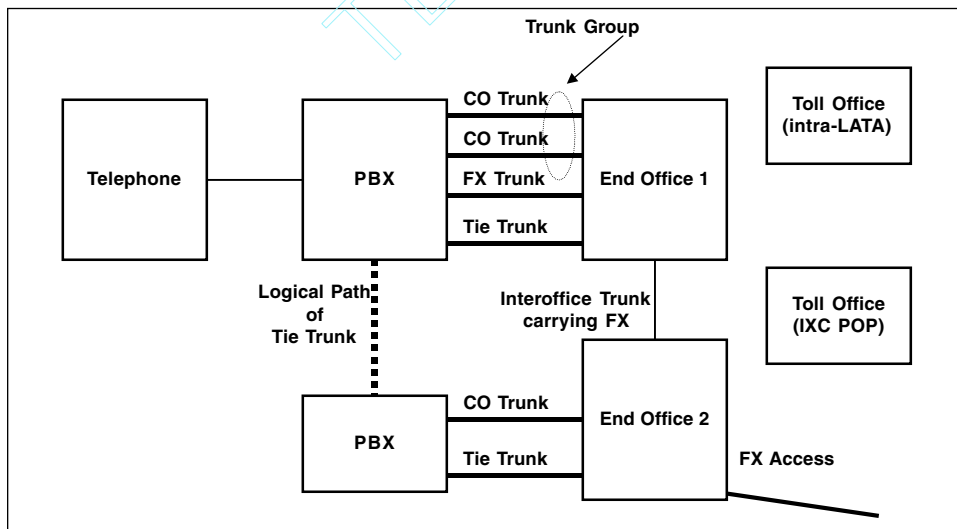 Trunk Group
CO Trunk
CO Trunk
FX Trunk
Tie Trunk
Telephone
PBX
End Office 1
Toll Office
(intra-LATA)
Logical Path
of
Tie Trunk
Interoffice Trunk
carrying FX
Toll Office
(IXC POP)
PBX
CO Trunk
Tie Trunk
End Office 2
FX Access